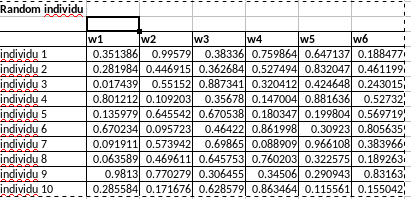 Random individu
w1 w2 w3 w4 w5 w6
individu 1 0.351386 0.99579 0.38336 0.759864 0.647137 0.188477
individu 2 0.281984 0.446915 0.362684 0.527494 0.832047 0.461199
individu 3 0.017439 0.55152 0.887341 0.320412 0.424648 0.243015
individu 4 0.801212 0.109203 0.35678 0.147004 0.881636 0.52732
individu 5 0.135979 0.645542 0.670538 0.180347 0.199804 0.569719
individu 6 0.670234 0.095723 0.46422 0.861998 0.30923 0.805635
individu 7 0.091911 0.573942 0.69865 0.088909 0.966108 0.383966
individu 8 0.063589 0.469611 0.645753 0.760203 0.322575 0.189263
individu 9 0.9813 0.770279 0.306455 0.34506 0.290943 0.83163
individu 10 0.285584 0.171676 0.628579 0.863464 0.115561 0.155042